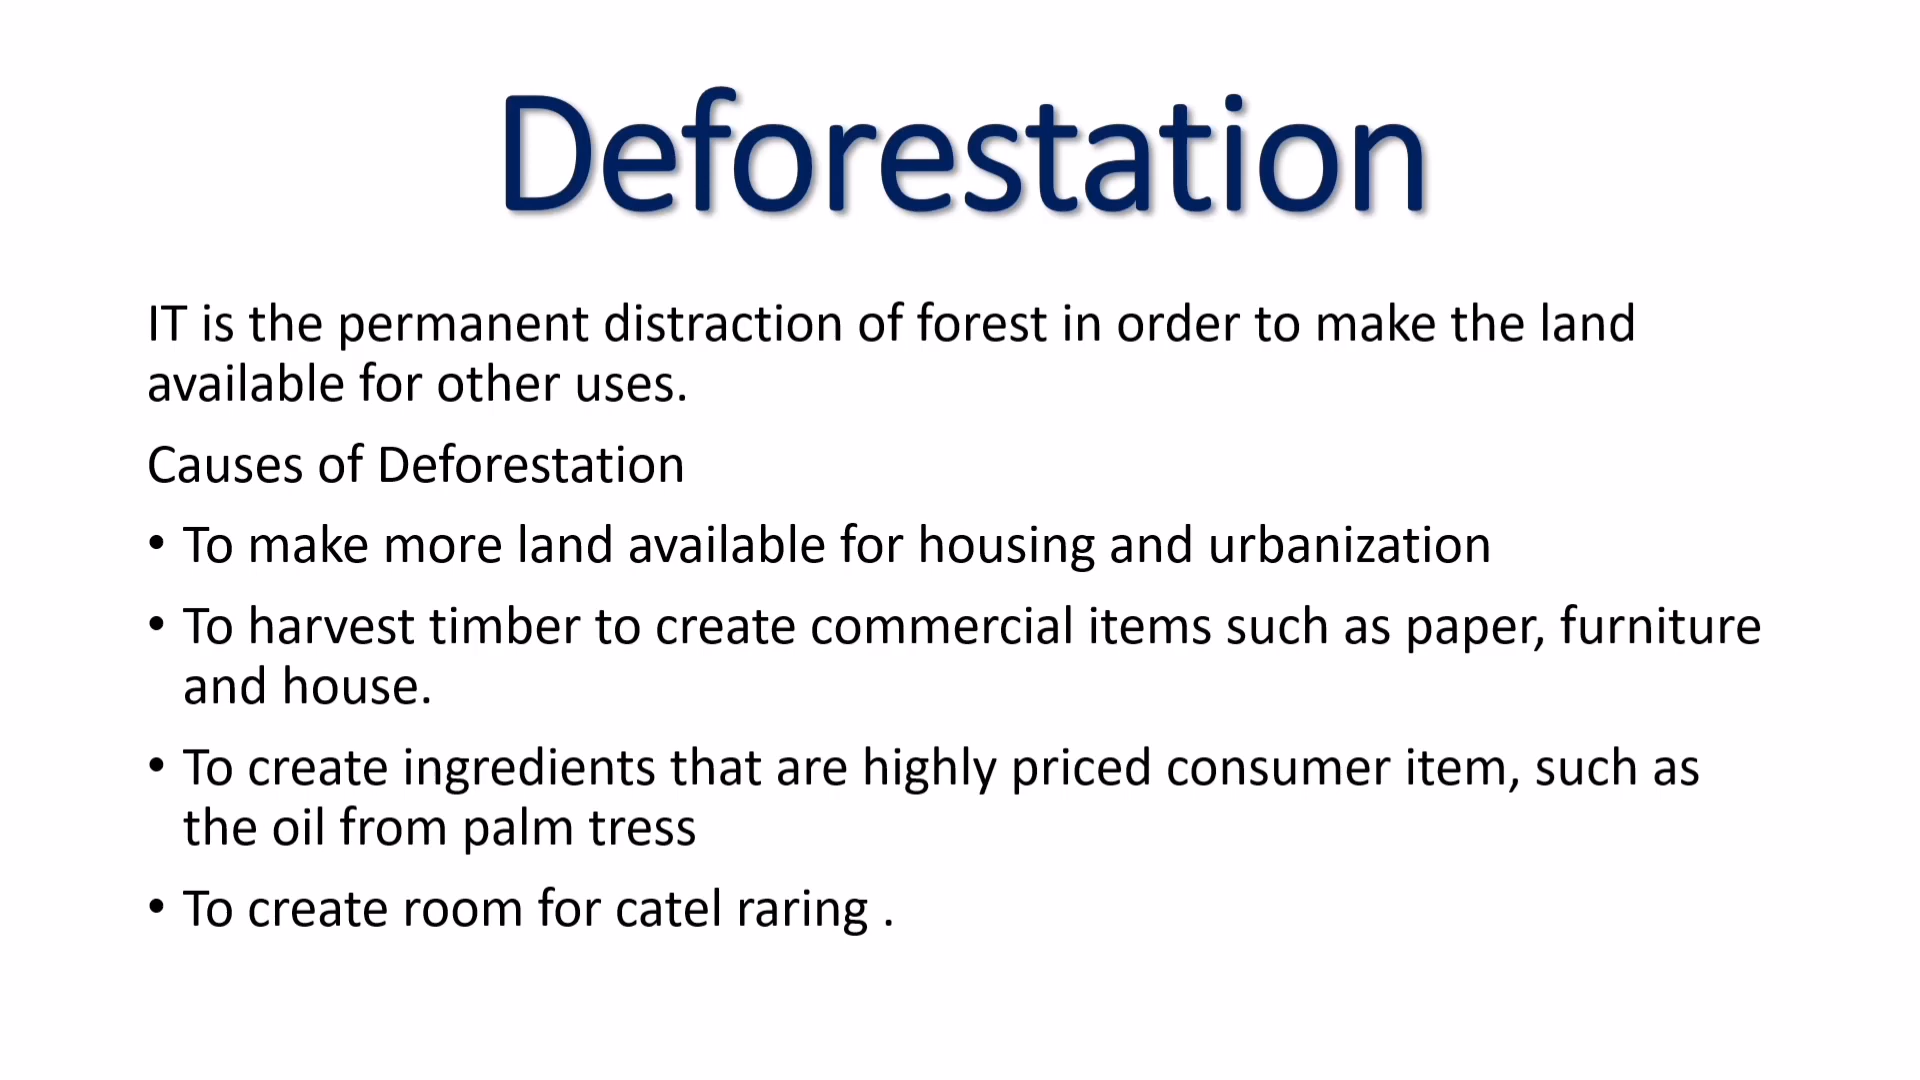 Deforestation
IT is the permanent distraction of forest in order to make the land
available for other uses.
Causes of Deforestation
• To make more land available for housing and urbanization
• To harvest timber to create commercial items such as paper, furniture
and house.
• To create ingredients that are highly priced consumer item, such as
the oil from palm tress
• To create room for catel raring .